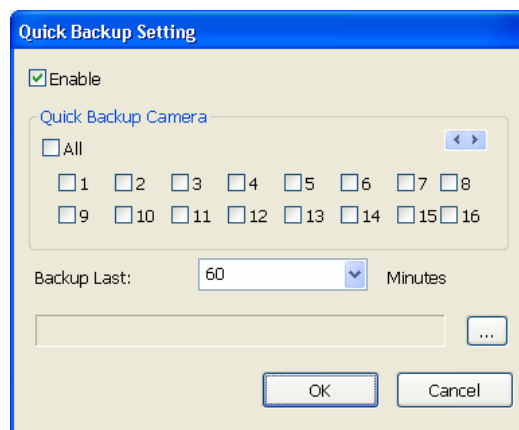 Quick Backup Setting
Enable
Quick Backup Camera
All
1 2 3 4 5 6 7 8
9 10 11 12 13 14 15 16
Backup Last: 60 Minutes
...
OK Cancel